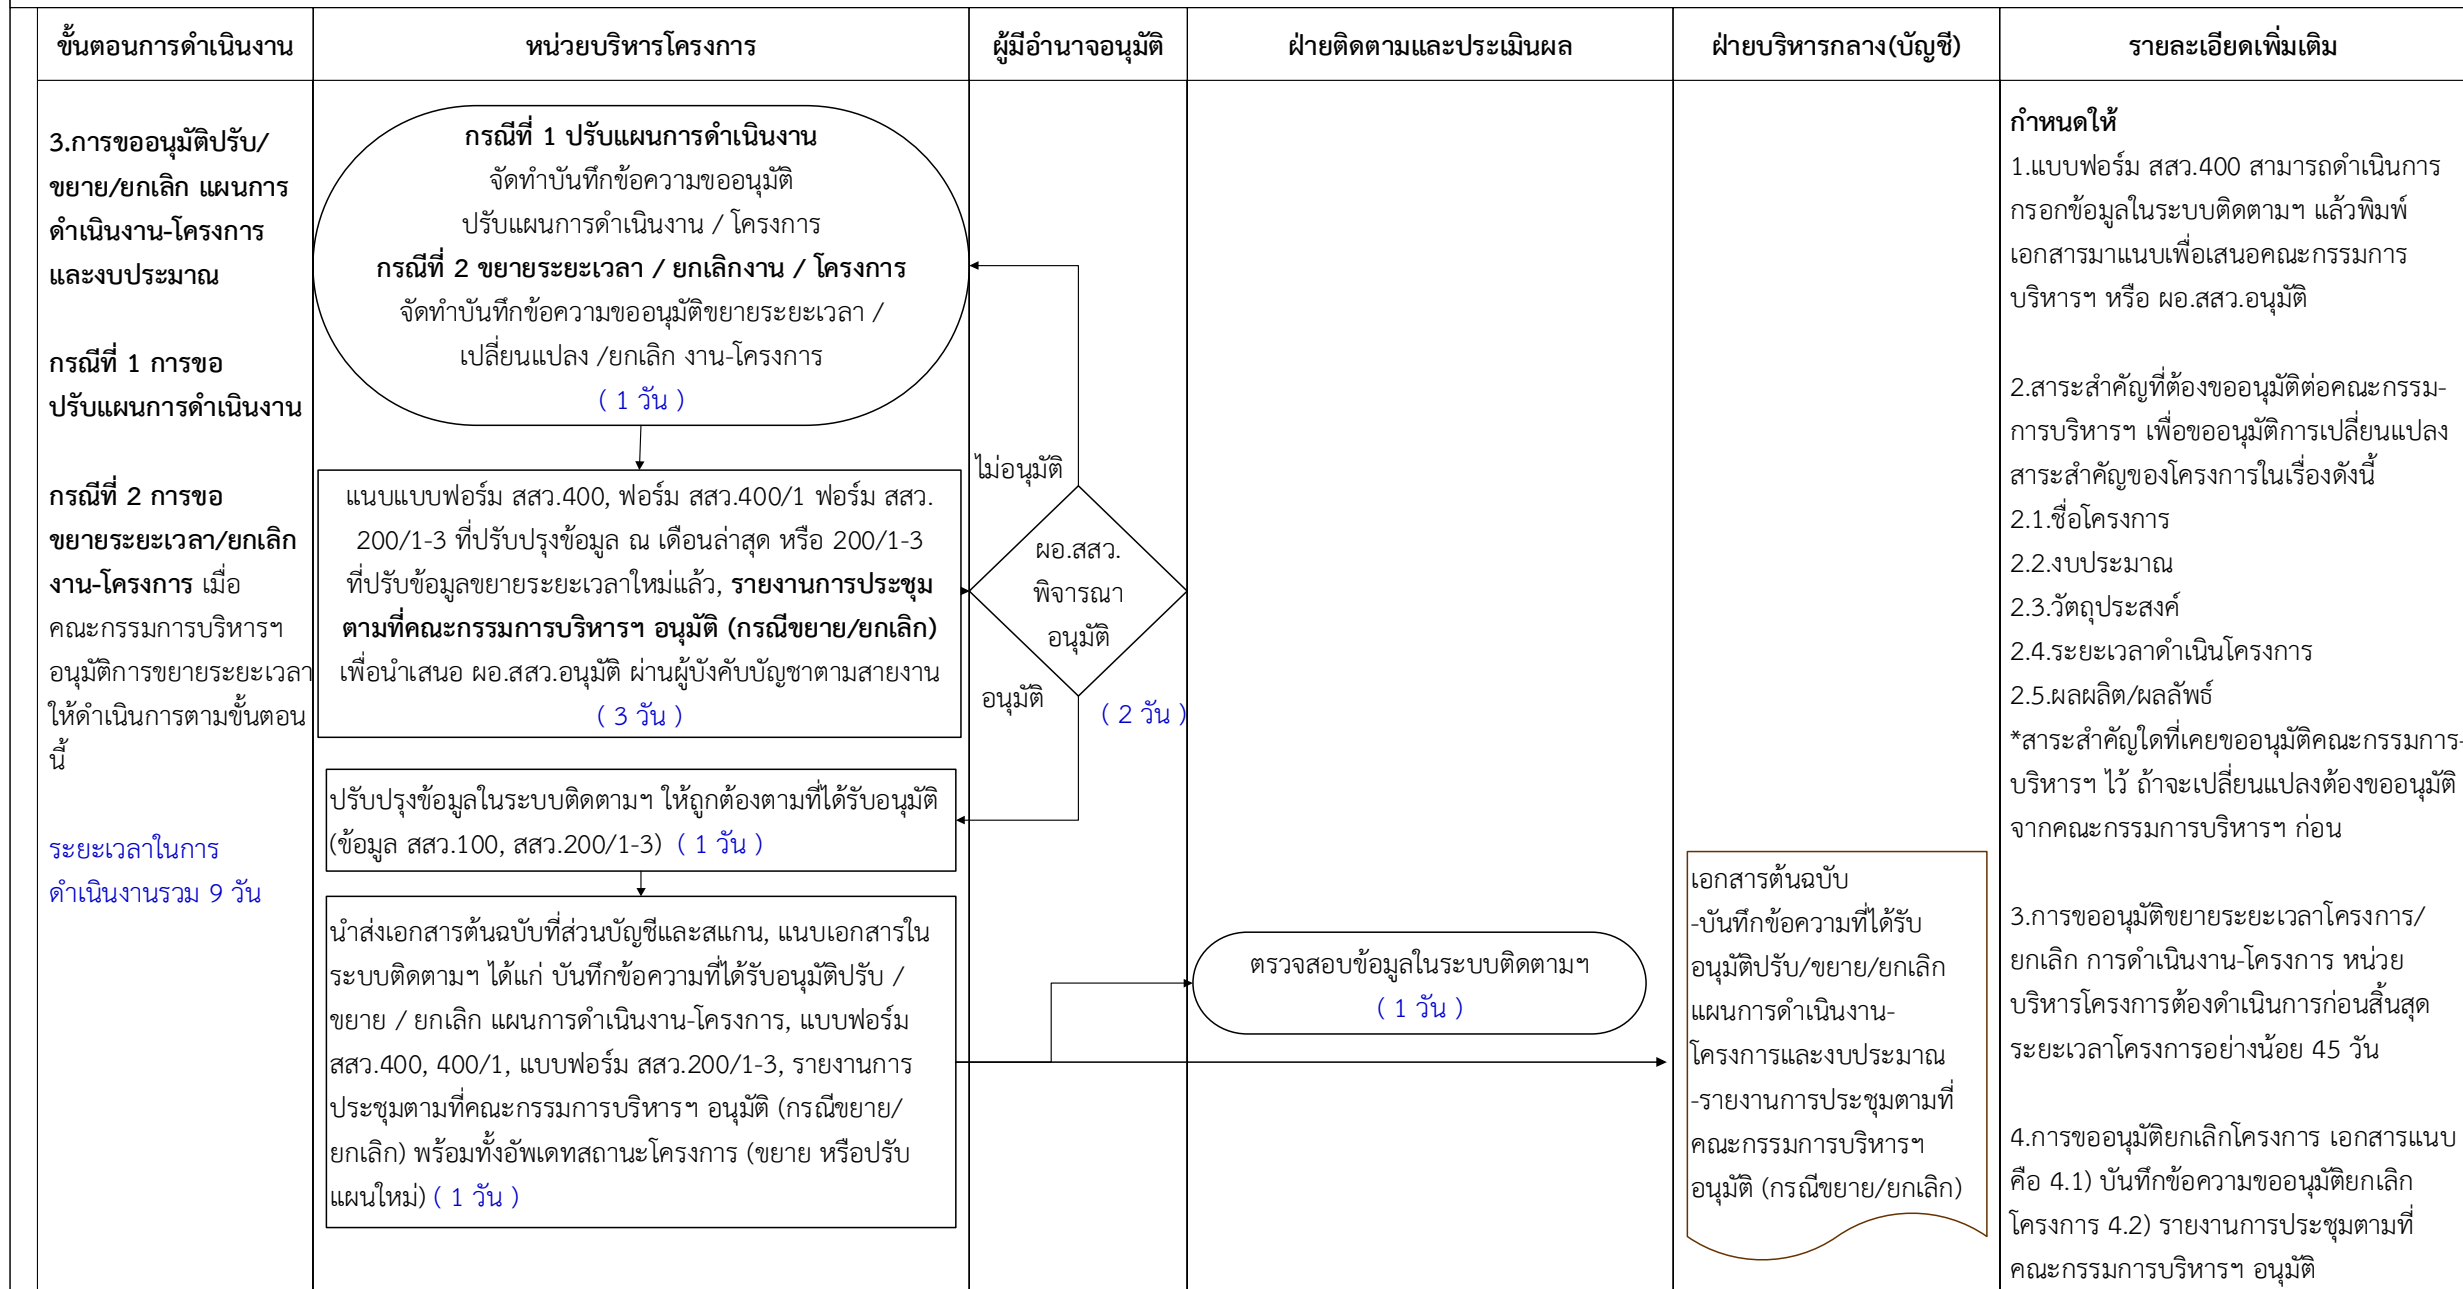 ขั้นตอนการดำเนินงาน
หน่วยบริหารโครงการ
ผู้มีอำนาจอนุมัติ
ฝ่ายติดตามและประเมินผล
ฝ่ายบริหารกลาง(บัญชี)
รายละเอียดเพิ่มเติม
3.การขออนุมัติปรับ/
ขยาย/ยกเลิก แผนการ
ดำเนินงาน-โครงการ
และงบประมาณ
กรณีที่ 1 การขอ
ปรับแผนการดำเนินงาน
กรณีที่ 2 การขอ
ขยายระยะเวลา/ยกเลิก
งาน-โครงการ เมื่อ
คณะกรรมการบริหารฯ
อนุมัติการขยายระยะเวลา
ให้ดำเนินการตามขั้นตอน
นี้
ระยะเวลาในการ
ดำเนินงานรวม 9 วัน
กรณีที่ 1 ปรับแผนการดำเนินงาน
จัดทำบันทึกข้อความขออนุมัติ
ปรับแผนการดำเนินงาน / โครงการ
กรณีที่ 2 ขยายระยะเวลา / ยกเลิกงาน / โครงการ
จัดทำบันทึกข้อความขออนุมัติขยายระยะเวลา /
เปลี่ยนแปลง /ยกเลิก งาน-โครงการ
( 1 วัน )
แนบแบบฟอร์ม สสว.400, ฟอร์ม สสว.400/1 ฟอร์ม สสว.
200/1-3 ที่ปรับปรุงข้อมูล ณ เดือนล่าสุด หรือ 200/1-3
ที่ปรับข้อมูลขยายระยะเวลาใหม่แล้ว, รายงานการประชุม
ตามที่คณะกรรมการบริหารฯ อนุมัติ (กรณีขยาย/ยกเลิก)
เพื่อนำเสนอ ผอ.สสว.อนุมัติ ผ่านผู้บังคับบัญชาตามสายงาน
( 3 วัน )
ปรับปรุงข้อมูลในระบบติดตามฯ ให้ถูกต้องตามที่ได้รับอนุมัติ
(ข้อมูล สสว.100, สสว.200/1-3) ( 1 วัน )
นำส่งเอกสารต้นฉบับที่ส่วนบัญชีและสแกน, แนบเอกสารใน
ระบบติดตามฯ ได้แก่ บันทึกข้อความที่ได้รับอนุมัติปรับ /
ขยาย / ยกเลิก แผนการดำเนินงาน-โครงการ, แบบฟอร์ม
สสว.400, 400/1, แบบฟอร์ม สสว.200/1-3, รายงานการ
ประชุมตามที่คณะกรรมการบริหารฯ อนุมัติ (กรณีขยาย/
ยกเลิก) พร้อมทั้งอัพเดทสถานะโครงการ (ขยาย หรือปรับ
แผนใหม่) ( 1 วัน )
ไม่อนุมัติ
ผอ.สสว.
พิจารณา
อนุมัติ
อนุมัติ
( 2 วัน )
ตรวจสอบข้อมูลในระบบติดตามฯ
( 1 วัน )
เอกสารต้นฉบับ
-บันทึกข้อความที่ได้รับ
อนุมัติปรับ/ขยาย/ยกเลิก
แผนการดำเนินงาน-
โครงการและงบประมาณ
-รายงานการประชุมตามที่
คณะกรรมการบริหารฯ
อนุมัติ (กรณีขยาย/ยกเลิก)
กำหนดให้
1.แบบฟอร์ม สสว.400 สามารถดำเนินการ
กรอกข้อมูลในระบบติดตามฯ แล้วพิมพ์
เอกสารมาแนบเพื่อเสนอคณะกรรมการ
บริหารฯ หรือ ผอ.สสว.อนุมัติ
2.สาระสำคัญที่ต้องขออนุมัติต่อคณะกรรม-
การบริหารฯ เพื่อขออนุมัติการเปลี่ยนแปลง
สาระสำคัญของโครงการในเรื่องดังนี้
2.1.ชื่อโครงการ
2.2.งบประมาณ
2.3.วัตถุประสงค์
2.4.ระยะเวลาดำเนินโครงการ
2.5.ผลผลิต/ผลลัพธ์
*สาระสำคัญใดที่เคยขออนุมัติคณะกรรมการ-
บริหารฯ ไว้ ถ้าจะเปลี่ยนแปลงต้องขออนุมัติ
จากคณะกรรมการบริหารฯ ก่อน
3.การขออนุมัติขยายระยะเวลาโครงการ/
ยกเลิก การดำเนินงาน-โครงการ หน่วย
บริหารโครงการต้องดำเนินการก่อนสิ้นสุด
ระยะเวลาโครงการอย่างน้อย 45 วัน
4.การขออนุมัติยกเลิกโครงการ เอกสารแนบ
คือ 4.1) บันทึกข้อความขออนุมัติยกเลิก
โครงการ 4.2) รายงานการประชุมตามที่
คณะกรรมการบริหารฯ อนุมัติ